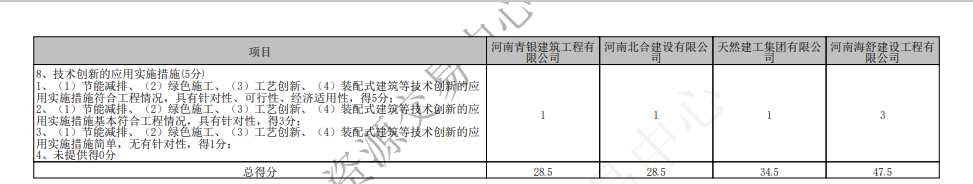 项目
河南青银建筑工程有
限公司
河南北合建设有限公
司
天然建工集团有限公
司
河南海舒建设工程有
限公司
8、技术创新的应用实施措施(5分)
1、（1）节能减排、（2）绿色施工、（3）工艺创新、（4）装配式建筑等技术创新的应
用实施措施符合工程情况，具有针对性、可行性、经济适用性，得5分；
2、（1）节能减排、（2）绿色施工、（3）工艺创新、（4）装配式建筑等技术创新的应
用实施措施基本符合工程情况，具有针对性，得3分；
3、（1）节能减排、（2）绿色施工、（3）工艺创新、（4）装配式建筑等技术创新的应
用实施措施简单，无有针对性，得1分；
4、未提供得0分
1
1
1
3
总得分
28.5
28.5
34.5
47.5
资源交易中心
易中心